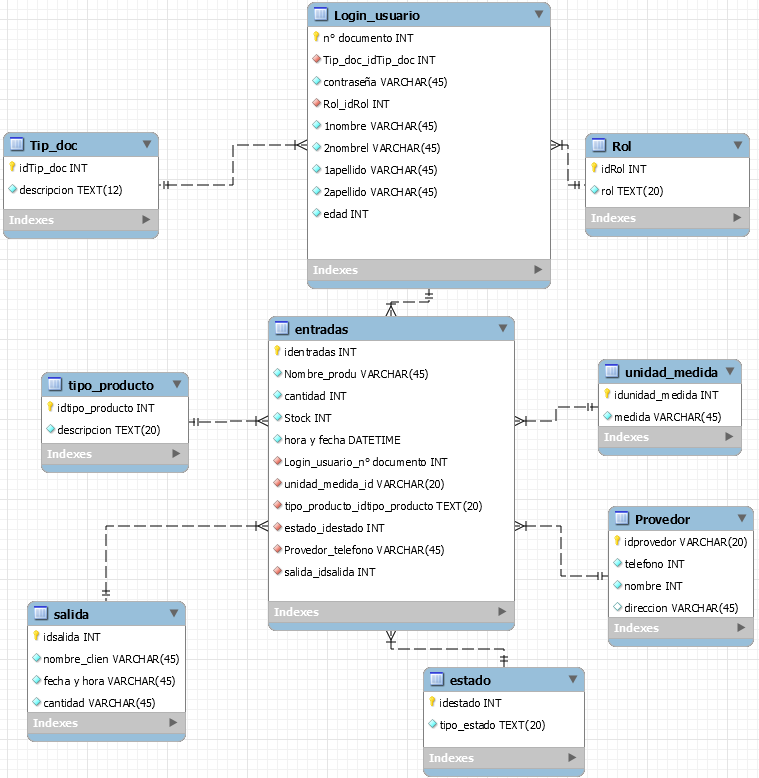 Login_usuario
nº documento INT
Tip_doc_idTip_doc INT
contraseña VARCHAR(45)
Rol_idRol INT
1nombre VARCHAR(45)
2nombrel VARCHAR(45)
1apellido VARCHAR(45)
2apellido VARCHAR(45)
edad INT
Indexes
Tip_doc
idTip_doc INT
descripcion TEXT(12)
Indexes
Rol
idRol INT
rol TEXT(20)
Indexes
entradas
identradas INT
Nombre_produ VARCHAR(45)
cantidad INT
Stock INT
hora y fecha DATETIME
Login_usuario_nº documento INT
unidad_medida_id VARCHAR(20)
tipo_producto_idtipo_producto TEXT(20)
estado_idestado INT
Provedor_telefono VARCHAR(45)
salida_idsalida INT
Indexes
tipo_producto
idtipo_producto INT
descripcion TEXT(20)
Indexes
unidad_medida
idunidad_medida INT
medida VARCHAR(45)
Indexes
Provedor
idprovedor VARCHAR(20)
telefono INT
nombre INT
direccion VARCHAR(45)
Indexes
salida
idsalida INT
nombre_clien VARCHAR(45)
fecha y hora VARCHAR(45)
cantidad VARCHAR(45)
Indexes
estado
idestado INT
tipo_estado TEXT(20)
Indexes